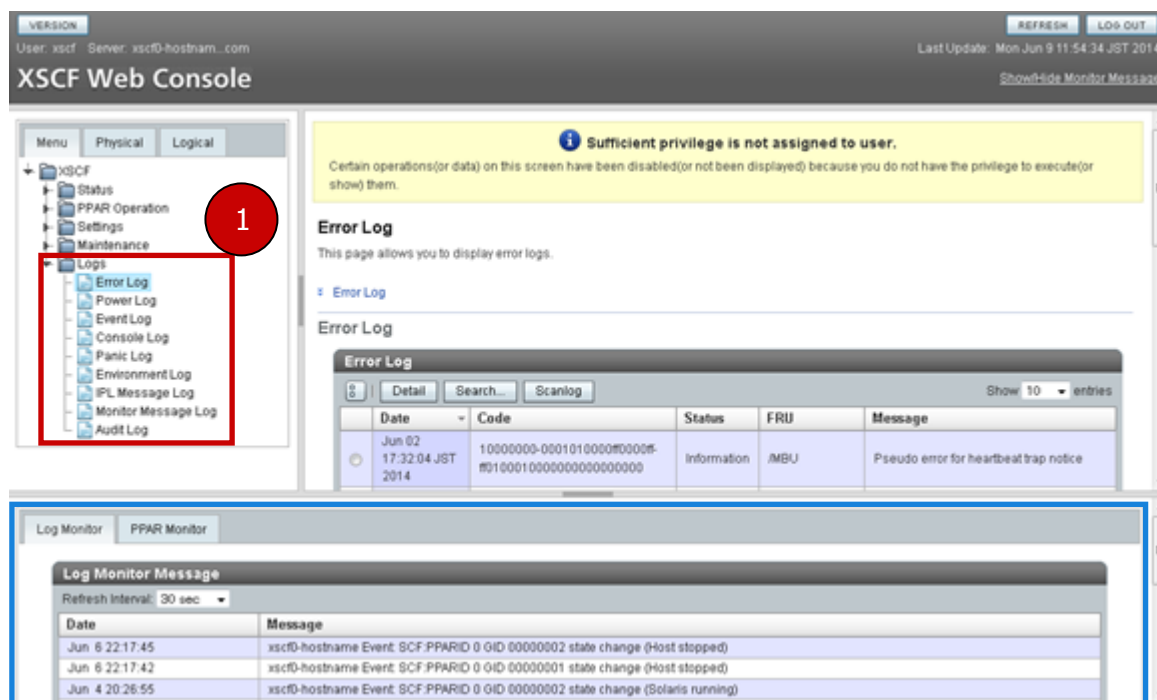 VERSION
REFRESH LOG OUT
User: xscf Server: xscf0-hostnam...com
Last Update: Mon Jun 9 11:54:34 JST 2014
XSCF Web Console
Show/Hide Monitor Message
Menu Physical Logical
XSCF
Status
PPAR Operation
Settings
Maintenance
Logs
Error Log
Power Log
Event Log
Console Log
Panic Log
Environment Log
IPL Message Log
Monitor Message Log
Audit Log
1
Sufficient privilege is not assigned to user.
Certain operations(or data) on this screen have been disabled(or not been displayed) because you do not have the privilege to execute(or
show) them.
Error Log
This page allows you to display error logs.
Error Log
Error Log
Error Log
Detail Search... Scanlog Show 10 entries
Date Code Status FRU Message
Jun 02
17:32:04 JST
2014
10000000-0001010000ff0000ff-
ff0100010000000000000000
Information /MBU Pseudo error for heartbeat trap notice
Log Monitor PPAR Monitor
Log Monitor Message
Refresh Interval: 30 sec
Date Message
Jun 6 22:17:45 xscf0-hostname Event: SCF:PPARID 0 GID 00000002 state change (Host stopped)
Jun 6 22:17:42 xscf0-hostname Event: SCF:PPARID 0 GID 00000001 state change (Host stopped)
Jun 4 20:26:55 xscf0-hostname Event: SCF:PPARID 0 GID 00000002 state change (Solaris running)